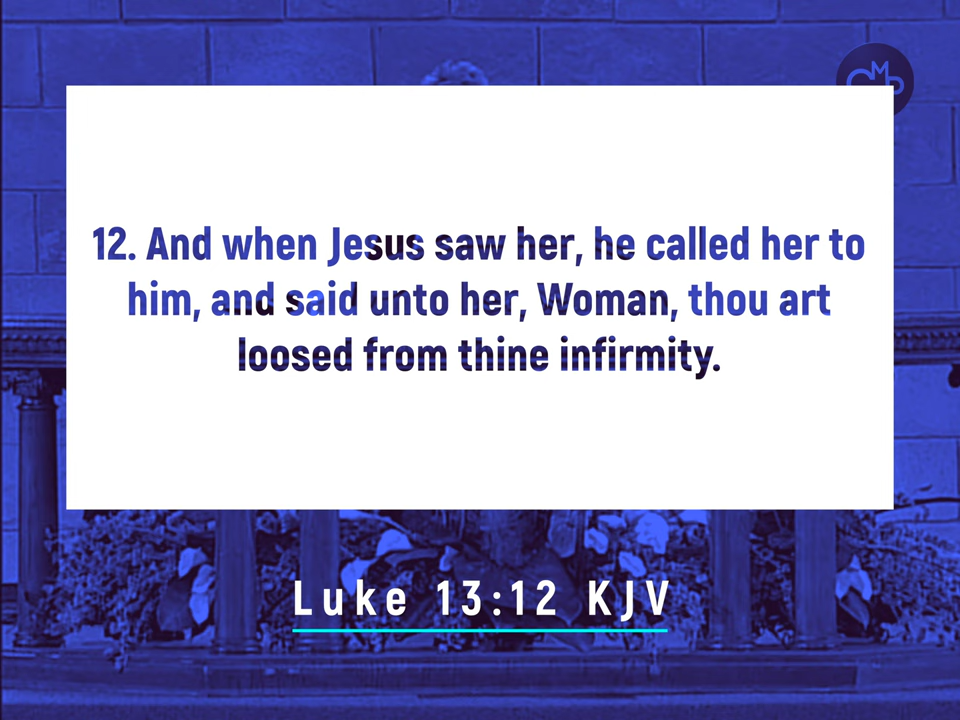 12. And when Jesus saw her, he called her to
him, and said unto her, Woman, thou art
loosed from thine infirmity.
Luke 13:12 KJV